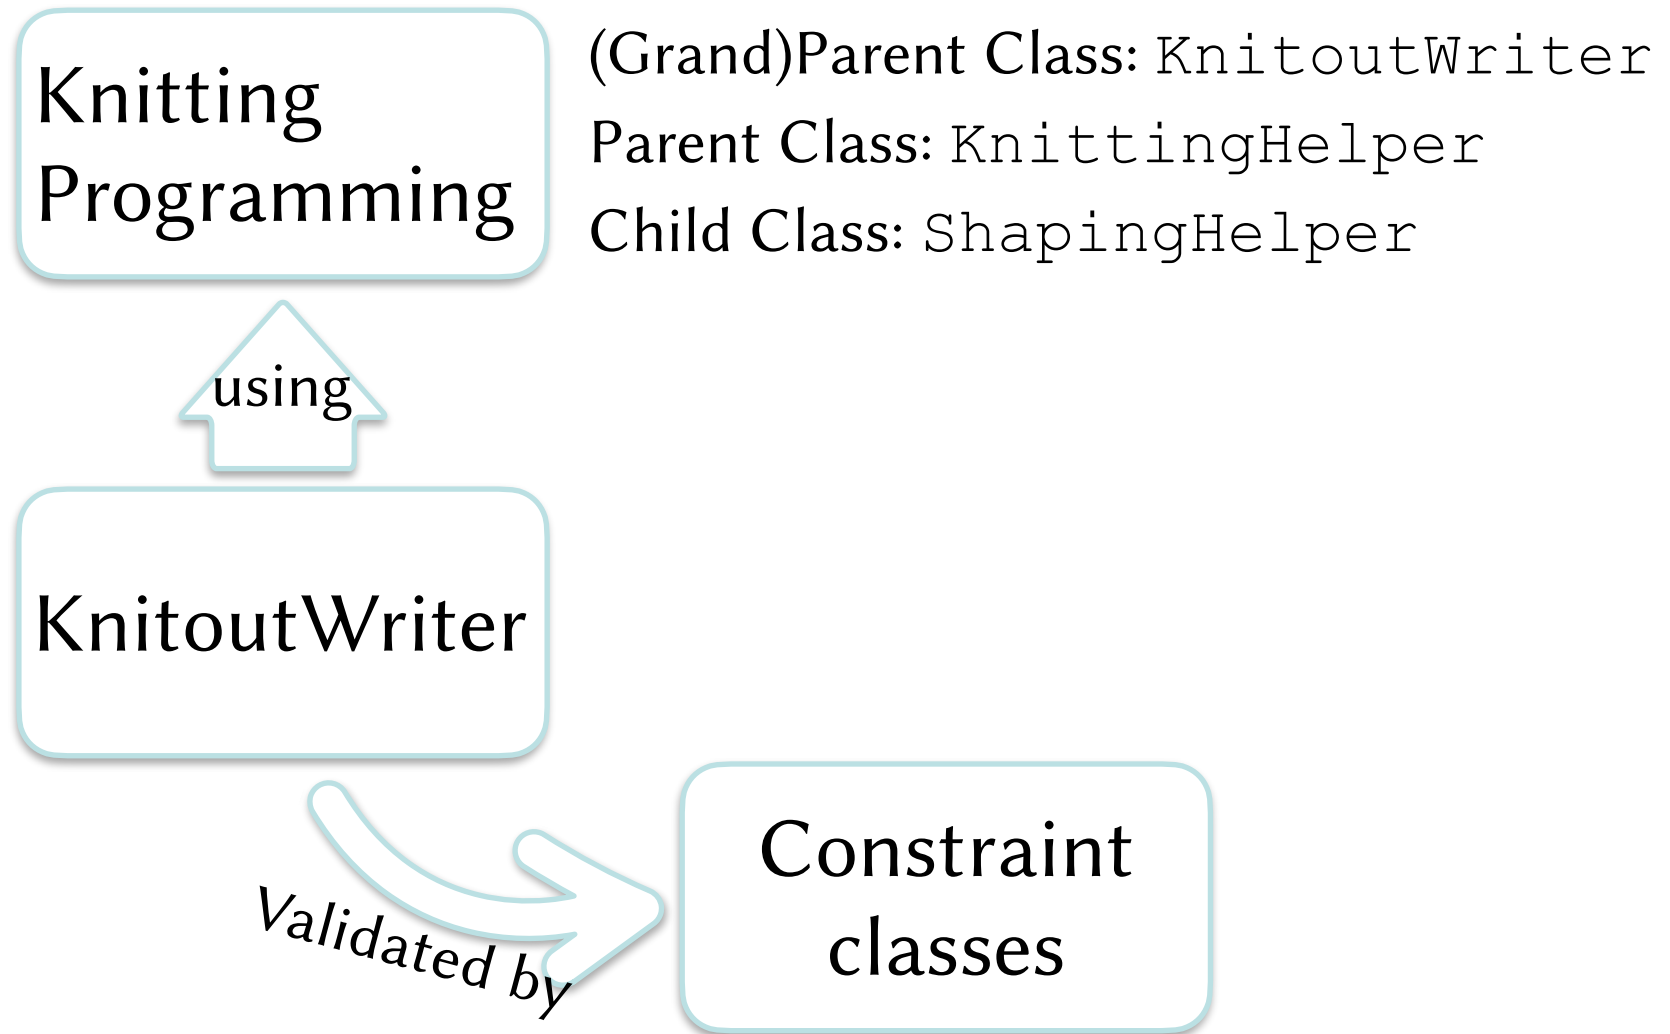 Knitting
Programming
(Grand)Parent Class: KnitoutWriter
Parent Class: KnittingHelper
Child Class: ShapingHelper
using
KnitoutWriter
Validated by
Constraint
classes